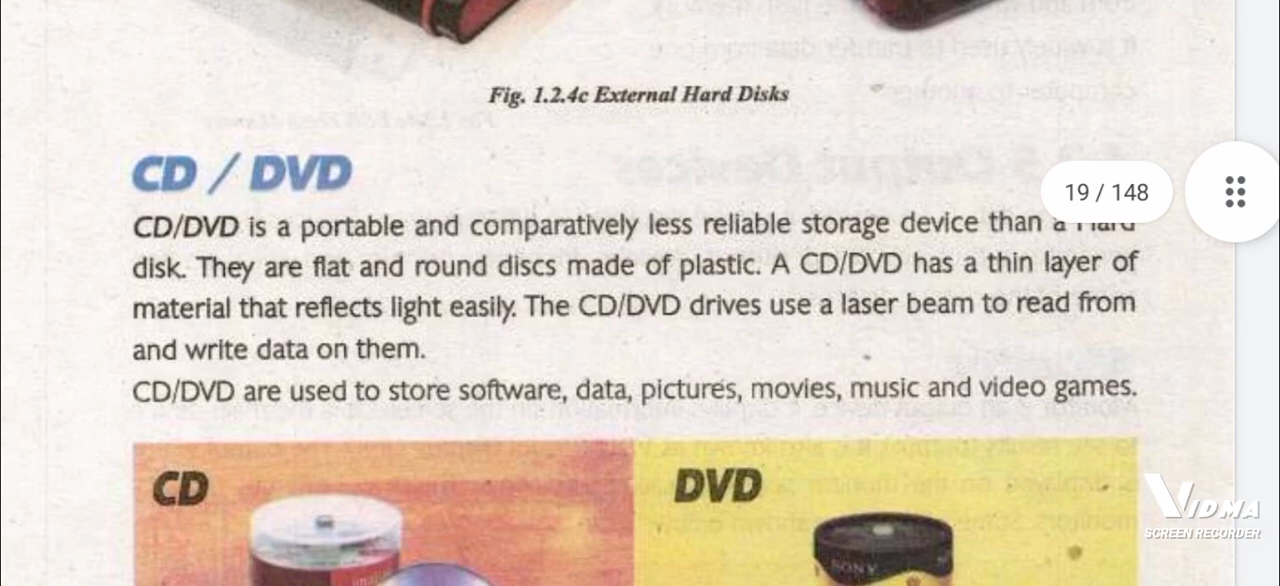 Fig. 1.2.4c External Hard Disks
CD / DVD
19 / 148
CD/DVD is a portable and comparatively less reliable storage device than a Hard
disk. They are flat and round discs made of plastic. A CD/DVD has a thin layer of
material that reflects light easily. The CD/DVD drives use a laser beam to read from
and write data on them.
CD/DVD are used to store software, data, pictures, movies, music and video games.
CD
DVD
SONY
VIDMA
SCREEN RECORDER